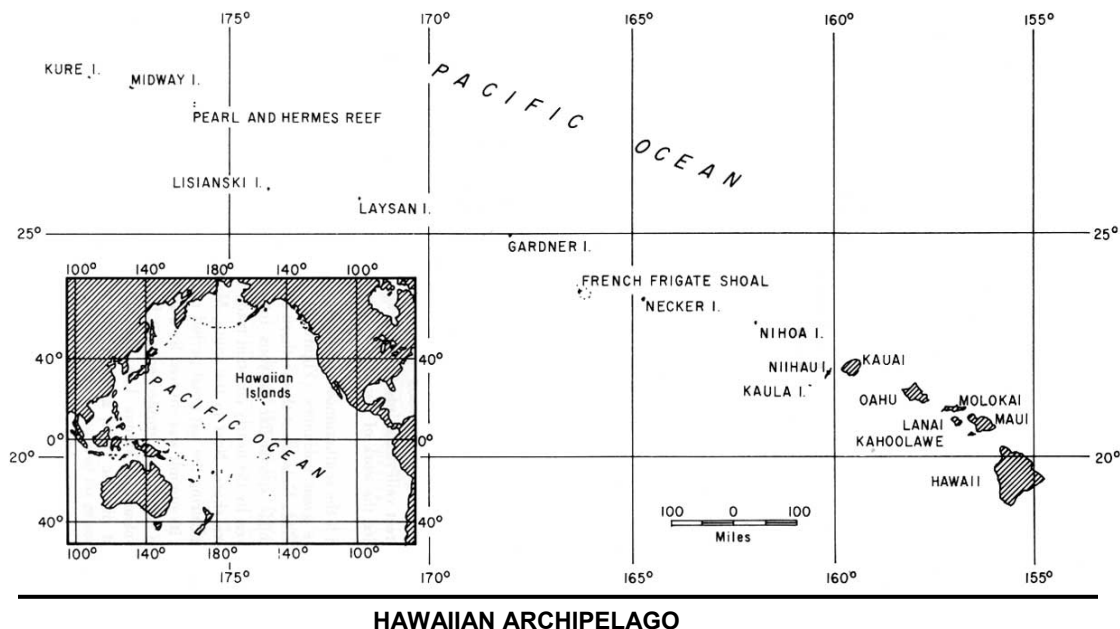 175° 170° 165° 160° 155°
KURE I.
MIDWAY I.
PEARL AND HERMES REEF
PACIFIC OCEAN
LISIANSKI I.
LAYSAN I.
25° 25°
GARDNER I.
FRENCH FRIGATE SHOAL
NECKER I.
NIHOA I.
NIIHAU I.
KAUAI
KAULA I.
OAHU
MOLOKAI
LANAI
MAUI
KAHOOLAWE
HAWAII
20° 20°
100° 140° 180° 140° 100°
40° 40°
Hawaiian
Islands
PACIFIC OCEAN
0° 0°
40° 40°
100° 140° 180° 140° 100°
100 0 100
Miles
175° 170° 165° 160° 155°
HAWAIIAN ARCHIPELAGO